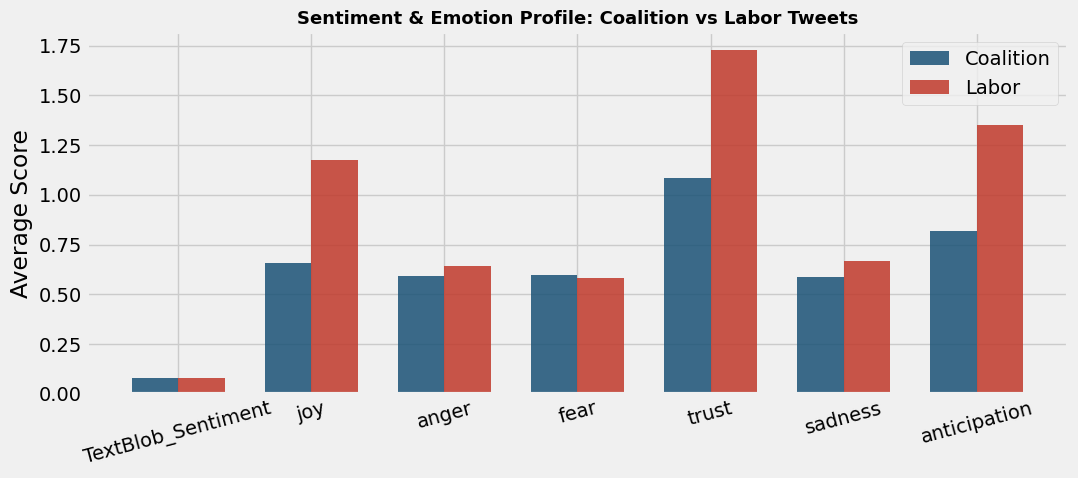 Sentiment & Emotion Profile: Coalition vs Labor Tweets
Average Score
1.75
1.50
1.25
1.00
0.75
0.50
0.25
0.00
Coalition
Labor
TextBlob_Sentiment
joy
anger
fear
trust
sadness
anticipation